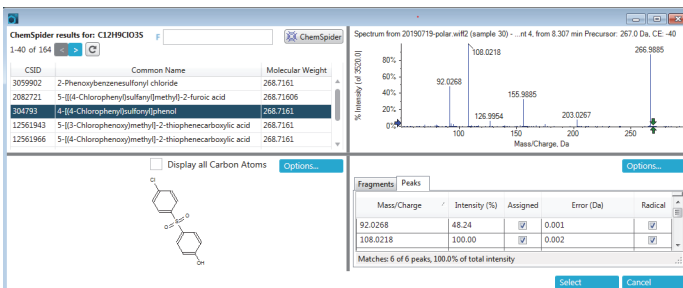 ChemSpider results for: C12H9ClO3S F ChemSpider
1-40 of 164 < > C
CSID Common Name Molecular Weight
3059902 2-Phenoxybenzenesulfonyl chloride 268.7161
2082721 5-{[(4-Chlorophenyl)sulfanyl]methyl}-2-furoic acid 268.71606
304793 4-[(4-Chlorophenyl)sulfonyl]phenol 268.7161
12561943 5-[(3-Chlorophenoxy)methyl]-2-thiophenecarboxylic acid 268.7161
12561966 5-[(4-Chlorophenoxy)methyl]-2-thiophenecarboxylic acid 268.7161
Spectrum from 20190719-polar.wiff2 (sample 30) - ...nt 4, from 8.307 min Precursor: 267.0 Da, CE: -40
% Intensity (of 3520.0)
80%
60%
40%
20%
0%
92.0268
108.0218
126.9954
155.9885
203.0267
266.9885
100 150 200 250
Mass/Charge, Da
Display all Carbon Atoms Options...
Cl
O
S
O
OH
Options...
Fragments Peaks
Mass/Charge Intensity (%) Assigned Error (Da) Radical
92.0268 48.24 0.001
108.0218 100.00 0.002
Matches: 6 of 6 peaks, 100.0% of total intensity
Select Cancel